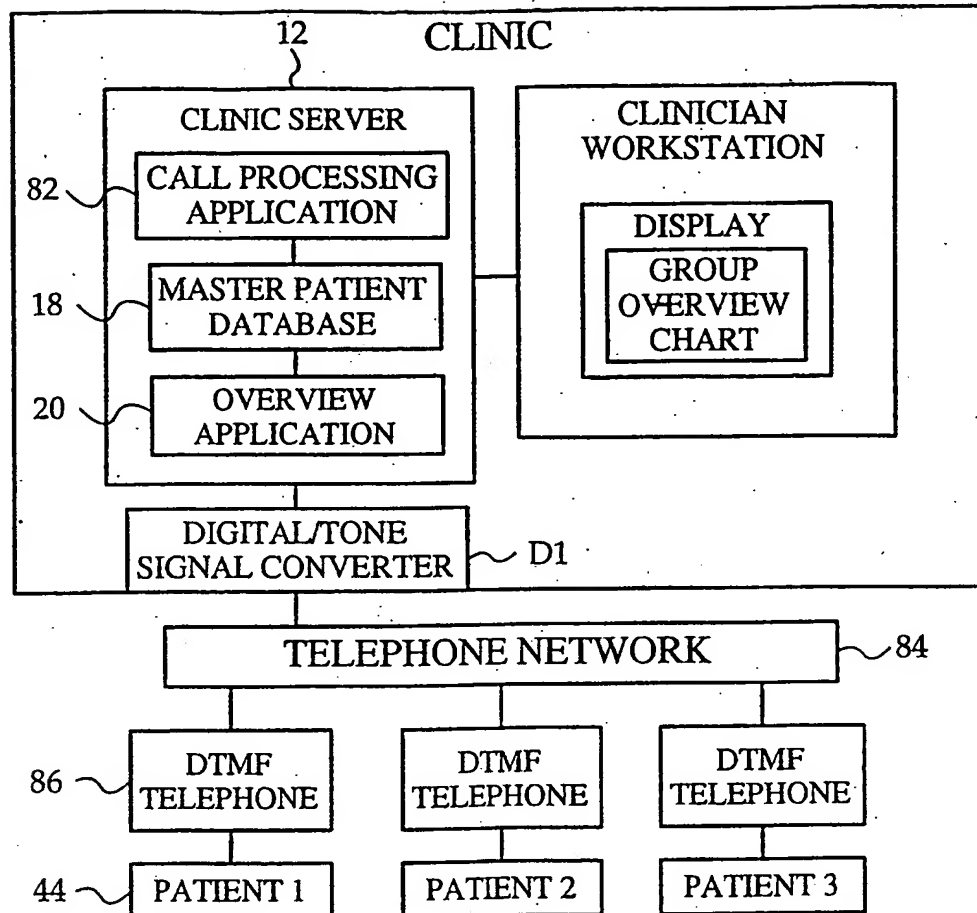 CLINIC
12
CLINIC SERVER
CALL PROCESSING
APPLICATION
82
MASTER PATIENT
DATABASE
18
OVERVIEW
APPLICATION
20
CLINICIAN
WORKSTATION
DISPLAY
GROUP
OVERVIEW
CHART
DIGITAL/TONE
SIGNAL CONVERTER
D1
TELEPHONE NETWORK
84
86
DTMF
TELEPHONE
DTMF
TELEPHONE
DTMF
TELEPHONE
44
PATIENT 1
PATIENT 2
PATIENT 3